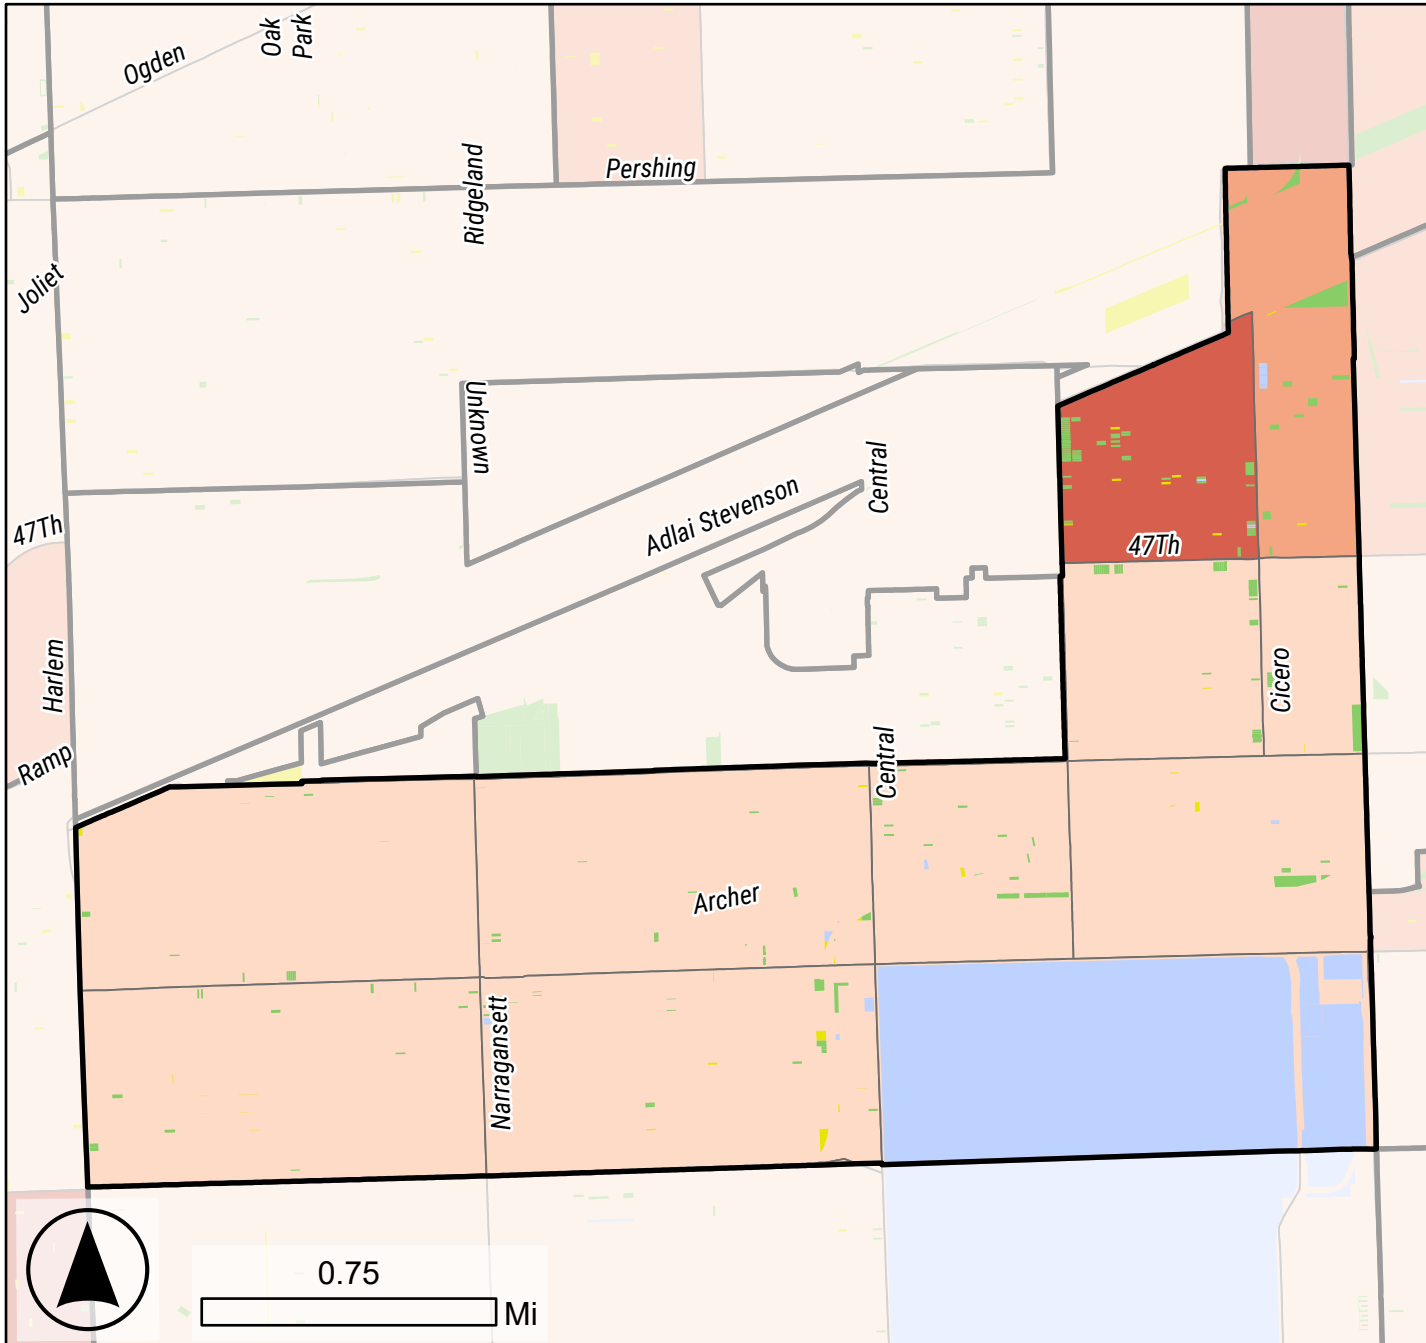 Ogden
Oak
Park
Pershing
Ridgeland
Joliet
Unknown
Central
Adlai Stevenson
47Th
47Th
Harlem
Cicero
Ramp
Central
Archer
Narragansett
0.75
Mi